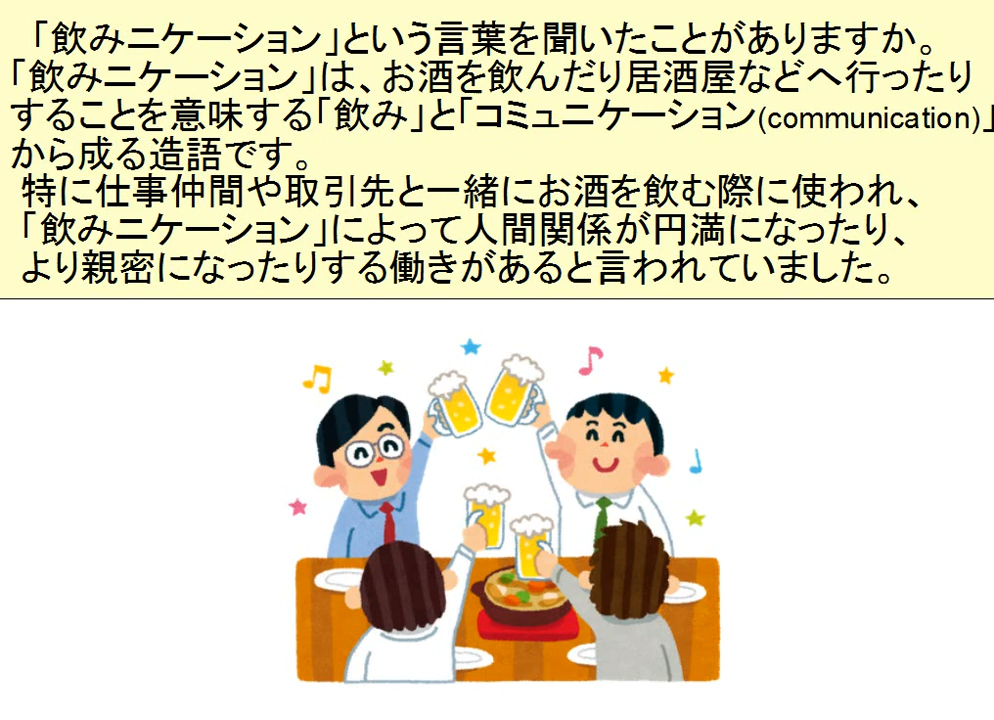 「飲みニケーション」という言葉を聞いたことがありますか。
「飲みニケーション」は、お酒を飲んだり居酒屋などへ行ったり
することを意味する「飲み」と「コミュニケーション(communication)」
から成る造語です。
特に仕事仲間や取引先と一緒にお酒を飲む際に使われ、
「飲みニケーション」によって人間関係が円満になったり、
より親密になったりする働きがあると言われていました。